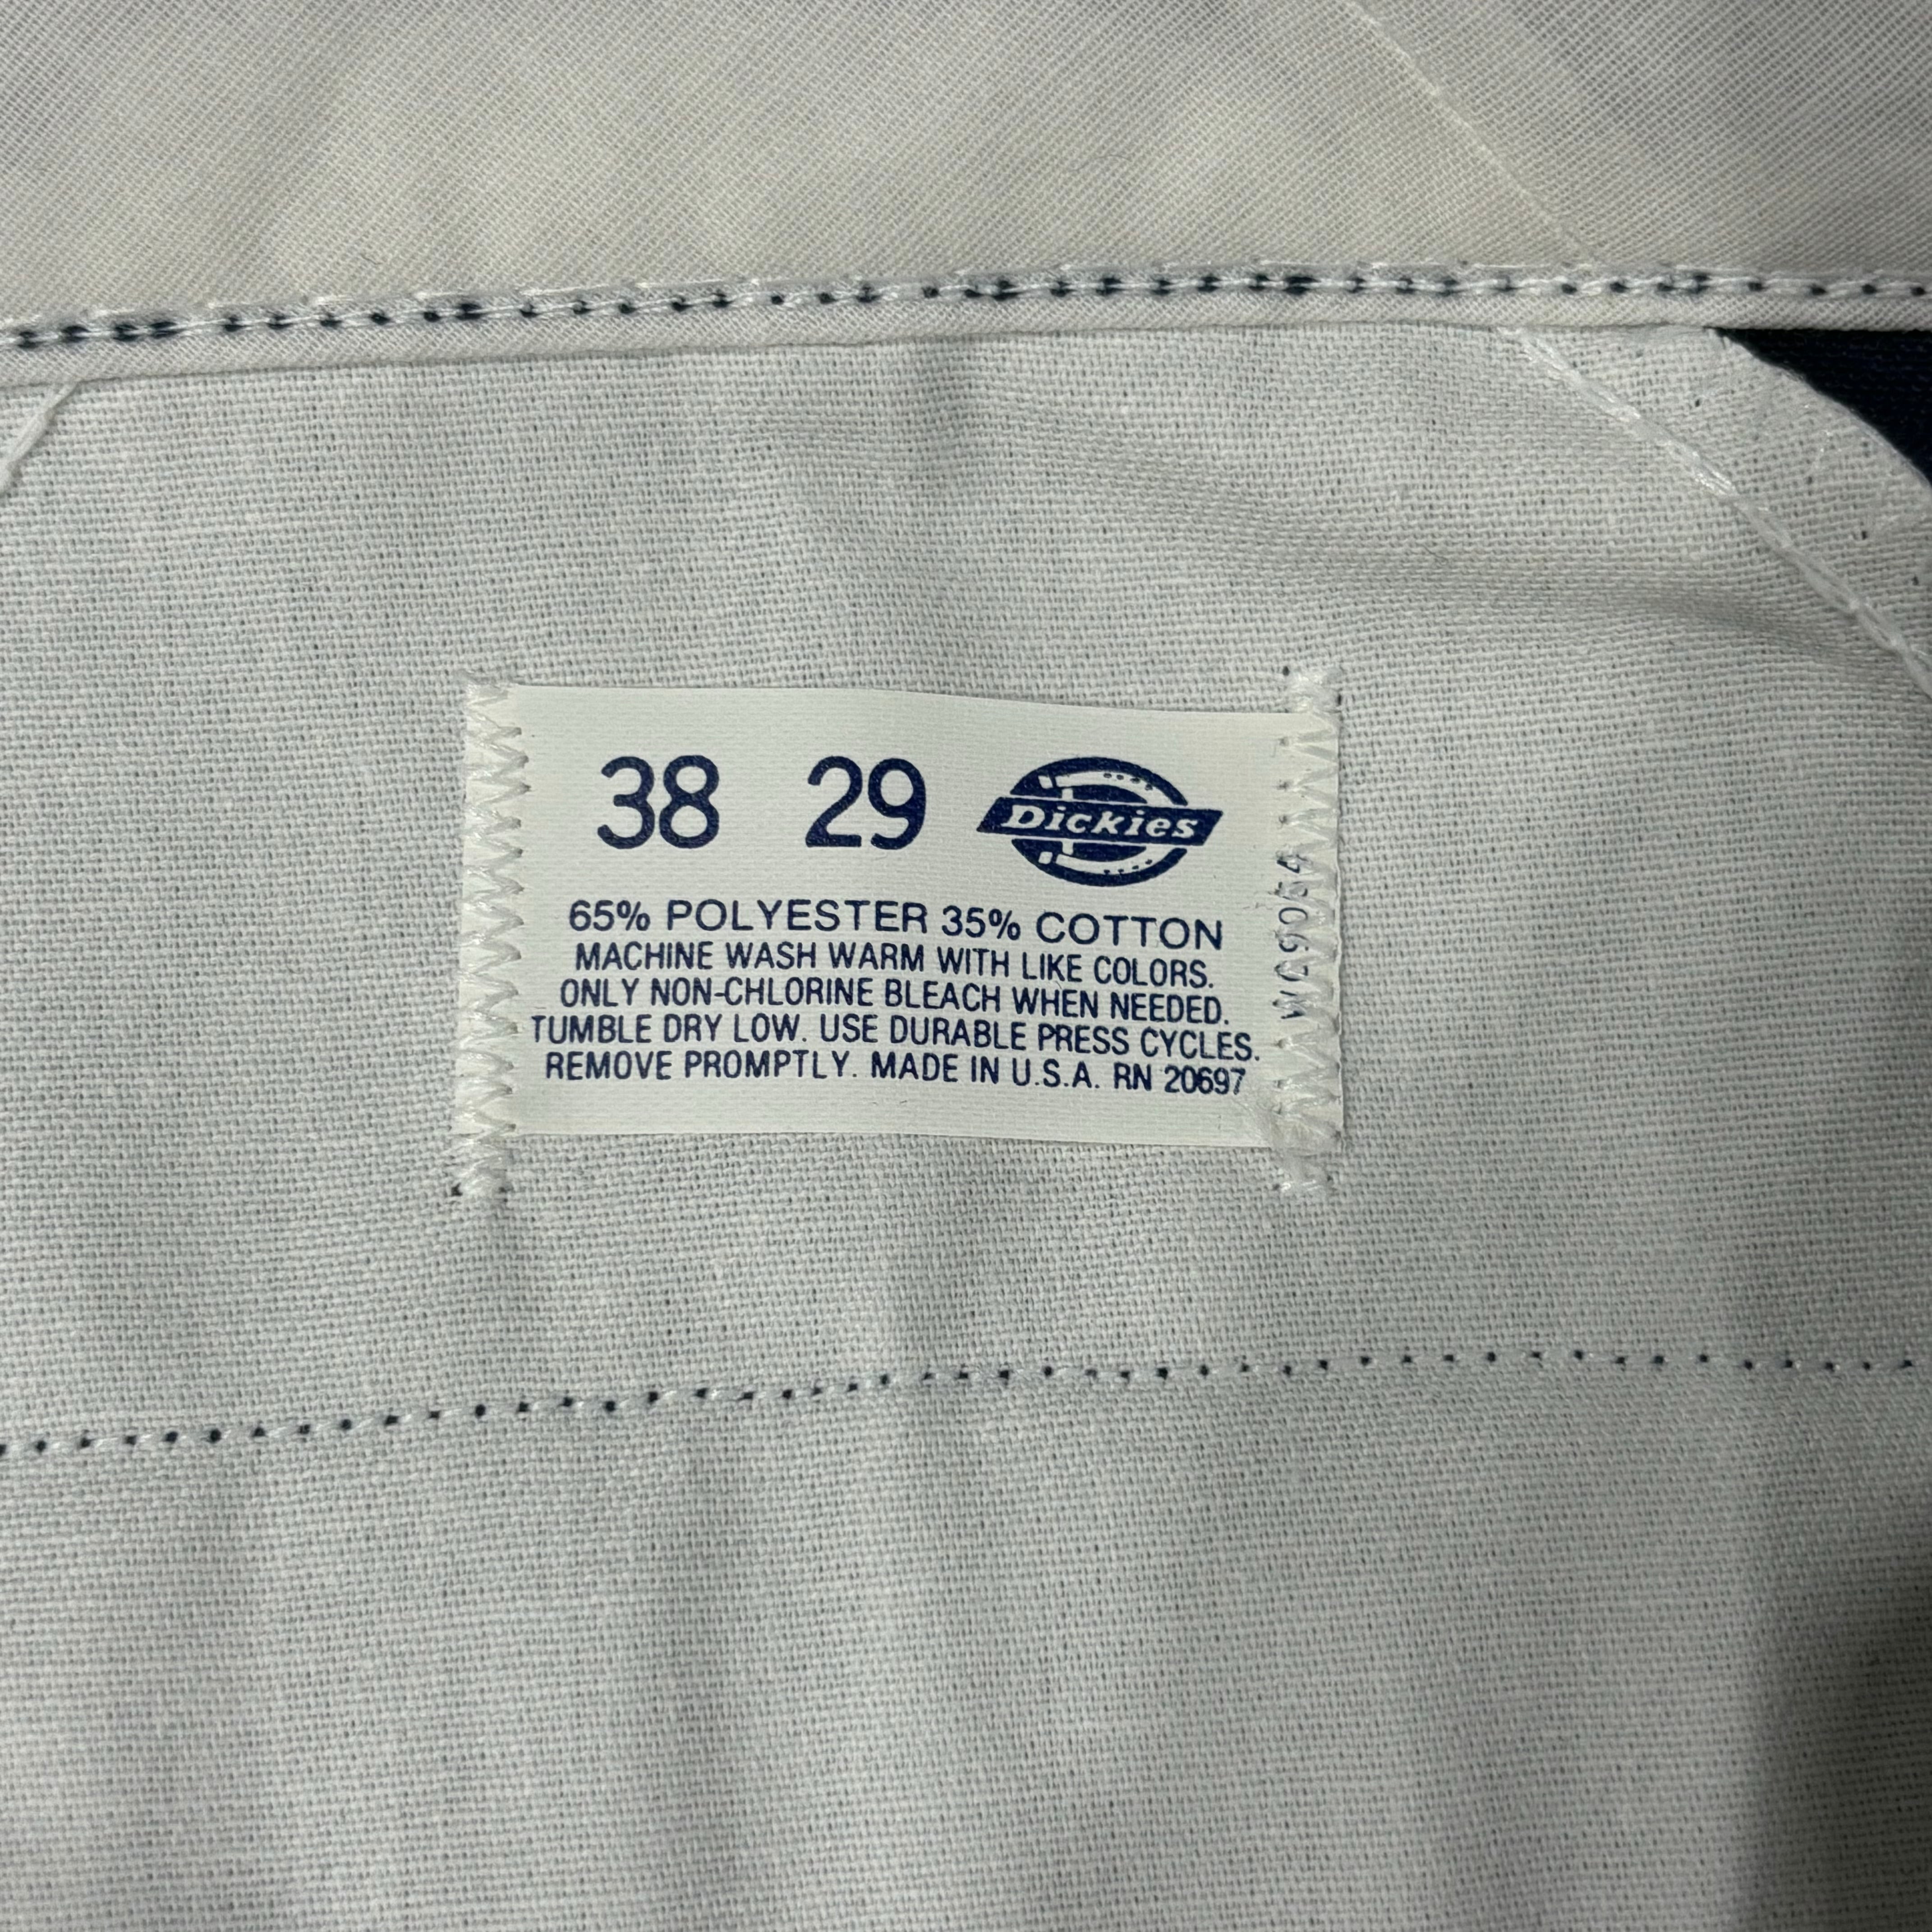 38 29 Dickies
65% POLYESTER 35% COTTON
MACHINE WASH WARM WITH LIKE COLORS.
ONLY NON-CHLORINE BLEACH WHEN NEEDED.
TUMBLE DRY LOW. USE DURABLE PRESS CYCLES.
REMOVE PROMPTLY. MADE IN U.S.A. RN 20697